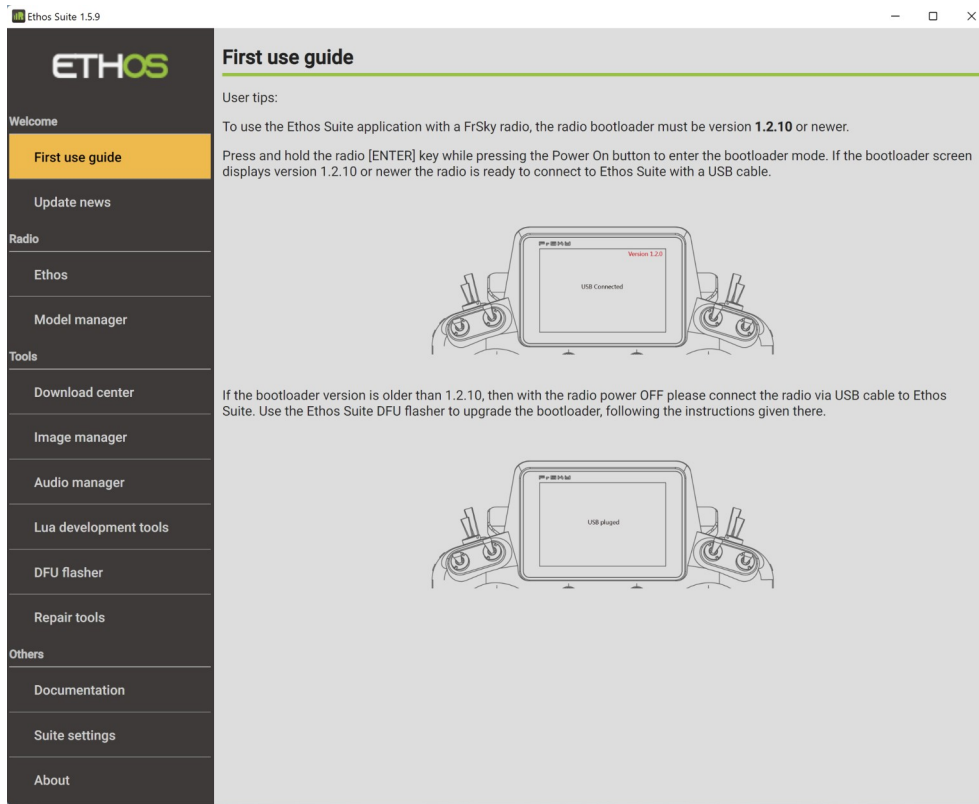 Ethos Suite 1.5.9
ETHOS
Welcome
First use guide
Update news
Radio
Ethos
Model manager
Tools
Download center
Image manager
Audio manager
Lua development tools
DFU flasher
Repair tools
Others
Documentation
Suite settings
About
First use guide
User tips:
To use the Ethos Suite application with a FrSky radio, the radio bootloader must be version 1.2.10 or newer.
Press and hold the radio [ENTER] key while pressing the Power On button to enter the bootloader mode. If the bootloader screen
displays version 1.2.10 or newer the radio is ready to connect to Ethos Suite with a USB cable.
FrSKY
Version 1.2.0
USB Connected
If the bootloader version is older than 1.2.10, then with the radio power OFF please connect the radio via USB cable to Ethos
Suite. Use the Ethos Suite DFU flasher to upgrade the bootloader, following the instructions given there.
FrSKY
USB pluged